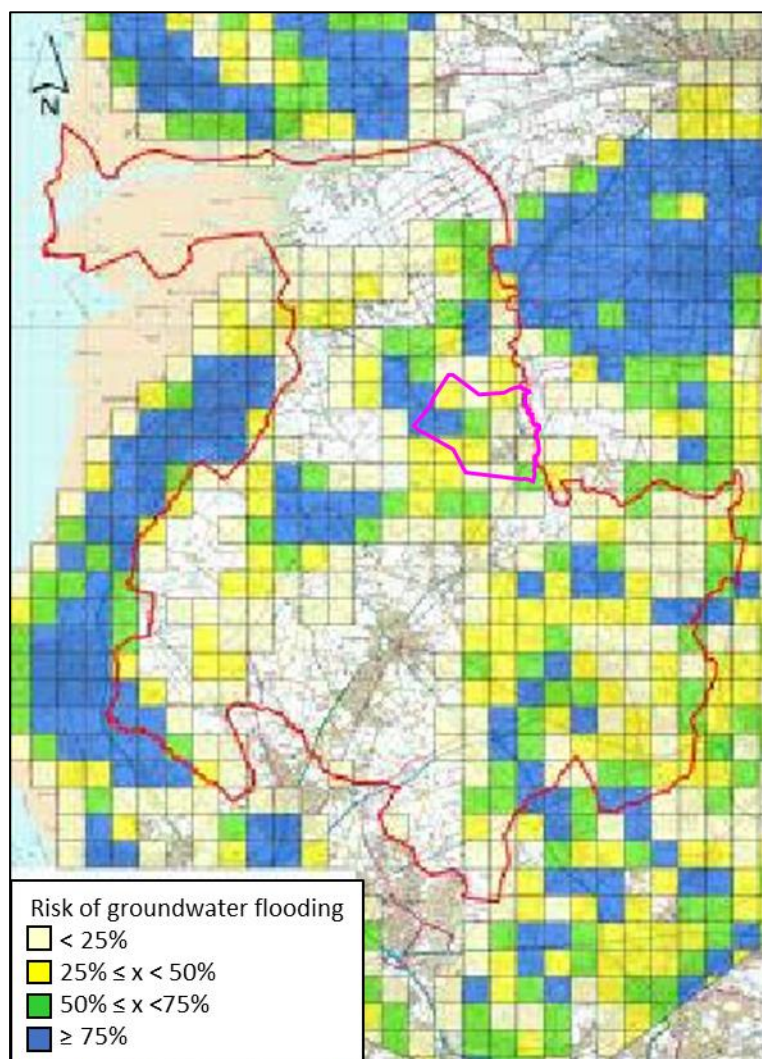 N
Risk of groundwater flooding
< 25%
25% ≤ x < 50%
50% ≤ x <75%
≥ 75%